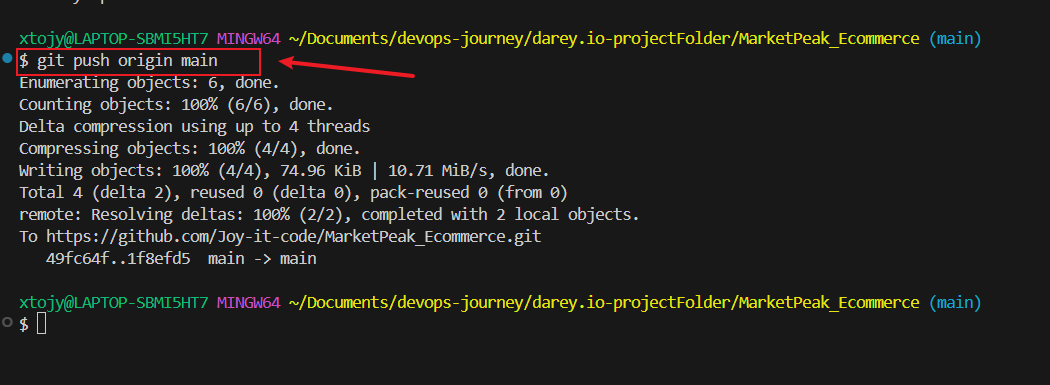 xtojy@LAPTOP-SBMI5HT7 MINGW64 ~/Documents/devops-journey/darey.io-projectFolder/MarketPeak_Ecommerce (main)
$ git push origin main
Enumerating objects: 6, done.
Counting objects: 100% (6/6), done.
Delta compression using up to 4 threads
Compressing objects: 100% (4/4), done.
Writing objects: 100% (4/4), 74.96 KiB | 10.71 MiB/s, done.
Total 4 (delta 2), reused 0 (delta 0), pack-reused 0 (from 0)
remote: Resolving deltas: 100% (2/2), completed with 2 local objects.
To https://github.com/Joy-it-code/MarketPeak_Ecommerce.git
   49fc64f..1f8efd5  main -> main
xtojy@LAPTOP-SBMI5HT7 MINGW64 ~/Documents/devops-journey/darey.io-projectFolder/MarketPeak_Ecommerce (main)
$